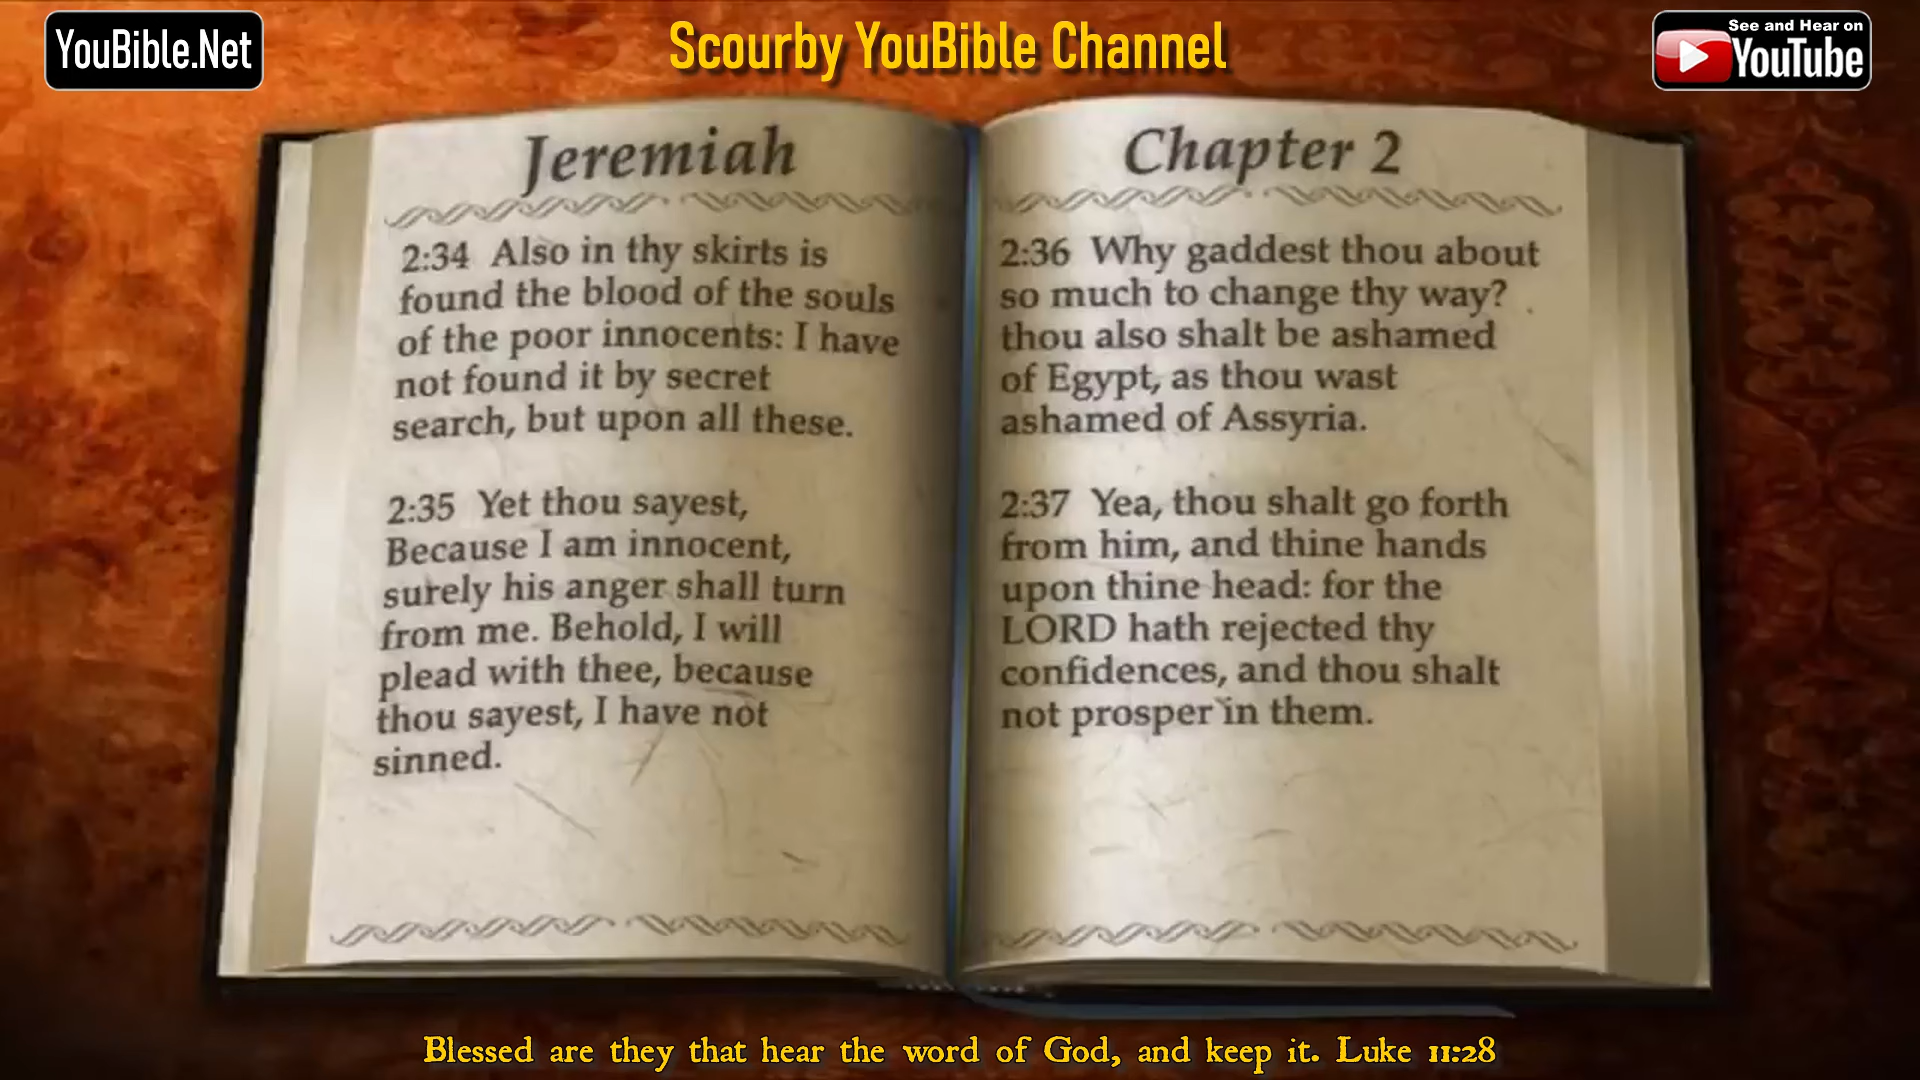 YouBible.Net
Scourby YouBible Channel
See and Hear on
YouTube
Jeremiah
2:34 Also in thy skirts is
found the blood of the souls
of the poor innocents: I have
not found it by secret
search, but upon all these.
2:35 Yet thou sayest,
Because I am innocent,
surely his anger shall turn
from me. Behold, I will
plead with thee, because
thou sayest, I have not
sinned.
Chapter 2
2:36 Why gaddest thou about
so much to change thy way?
thou also shalt be ashamed
of Egypt, as thou wast
ashamed of Assyria.
2:37 Yea, thou shalt go forth
from him, and thine hands
upon thine head: for the
LORD hath rejected thy
confidences, and thou shalt
not prosper in them.
Blessed are they that hear the word of God, and keep it. Luke 11:28